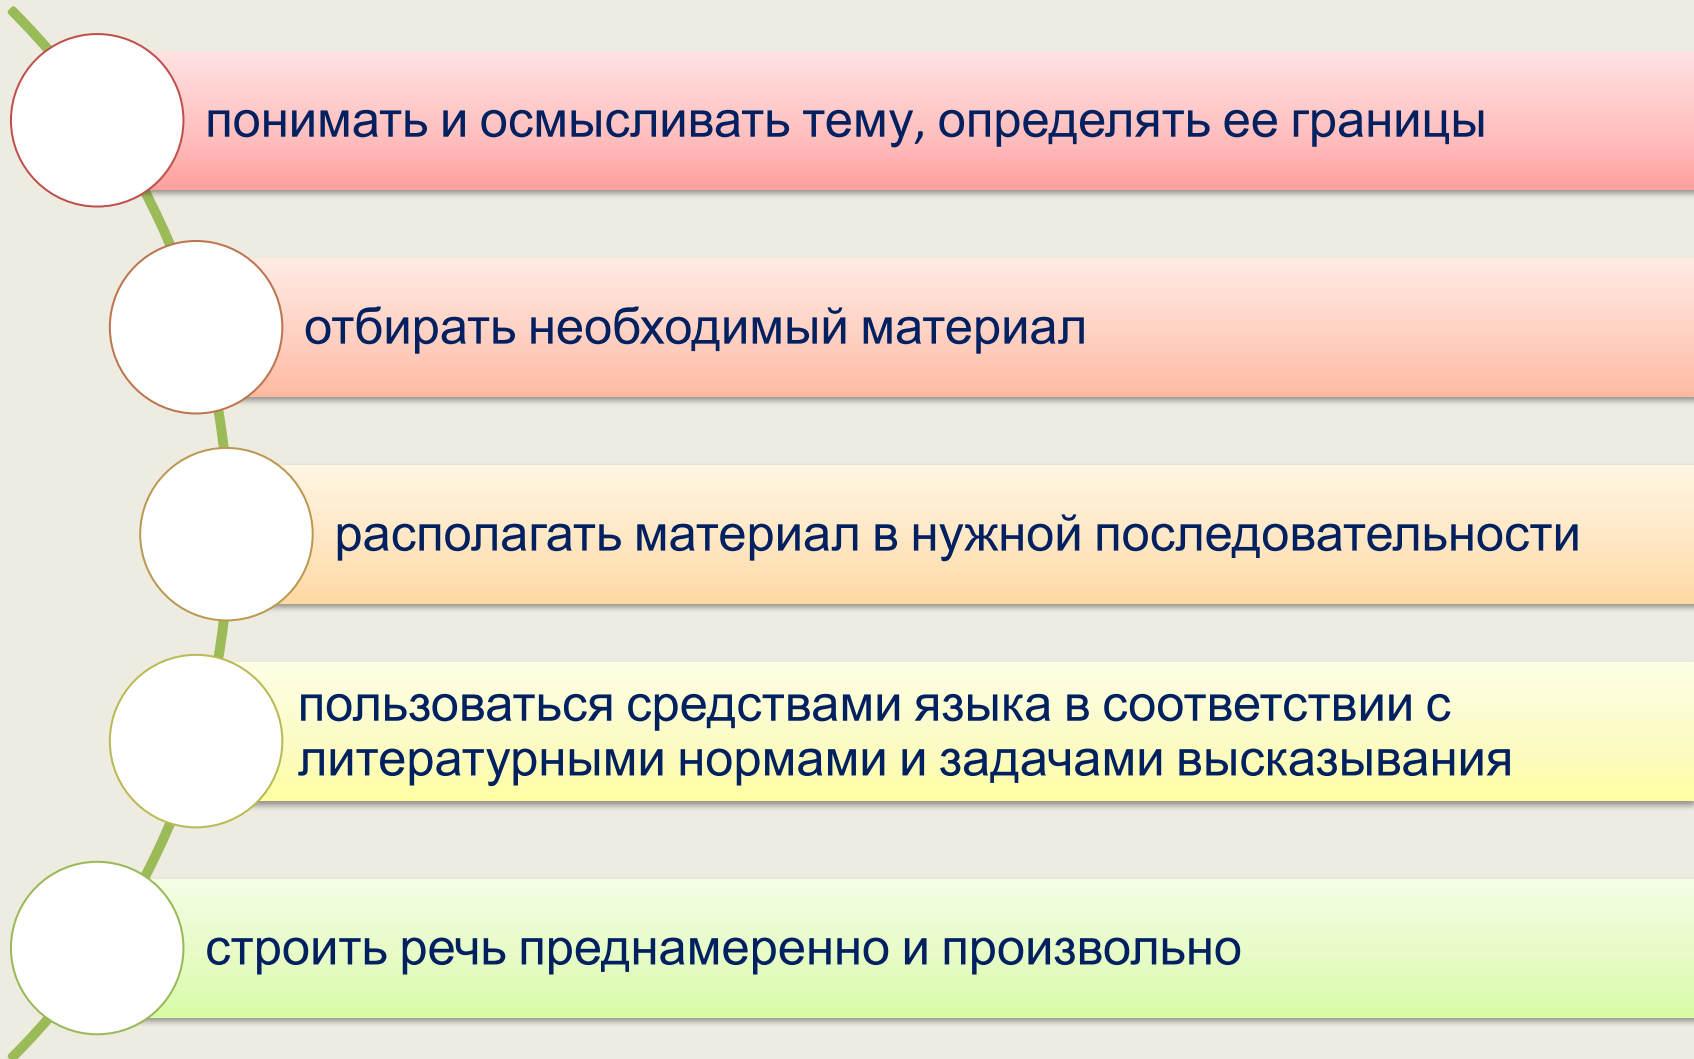 понимать и осмысливать тему, определять ее границы
отбирать необходимый материал
располагать материал в нужной последовательности
пользоваться средствами языка в соответствии с
литературными нормами и задачами высказывания
строить речь преднамеренно и произвольно